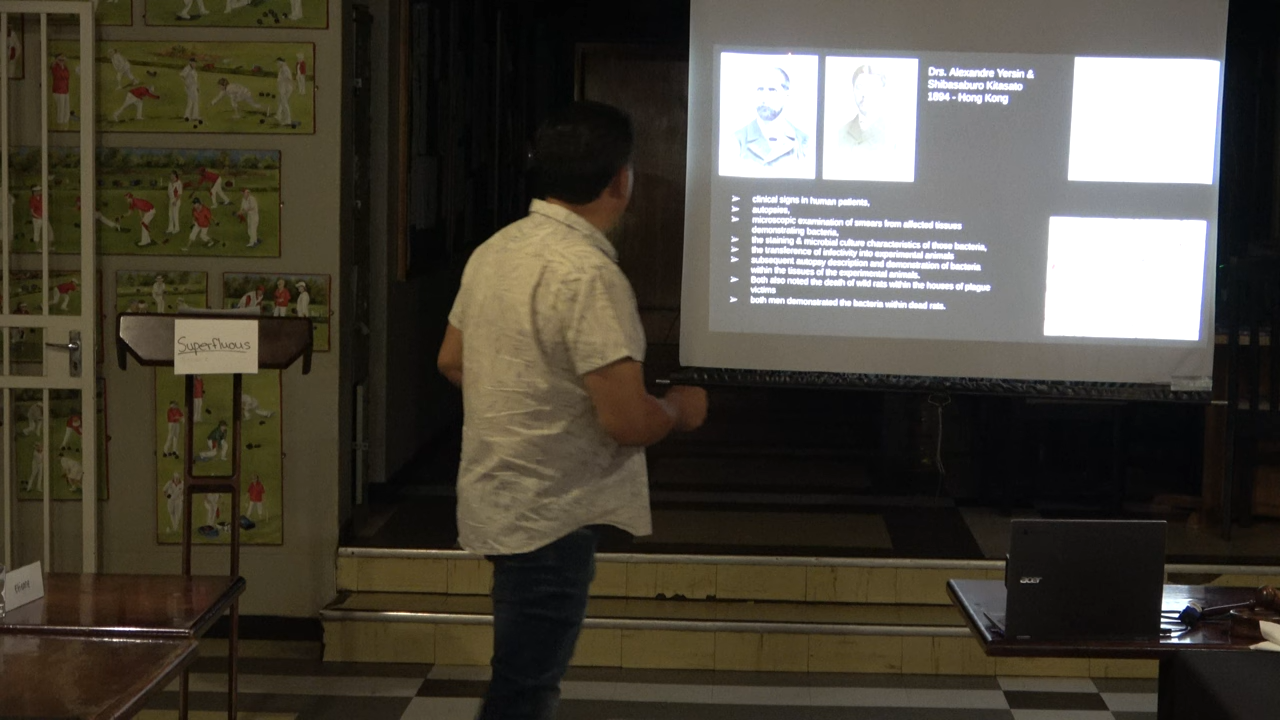 Drs. Alexandre Yersin &
Shibasaburo Kitasato
1894 - Hong Kong
➢ clinical signs in human patients,
➢ autopsies,
➢ microscopic examination of smears from affected tissues
demonstrating bacteria,
➢ the staining & microbial culture characteristics of those bacteria,
➢ the transference of infectivity into experimental animals
➢ subsequent autopsy description and demonstration of bacteria
within the tissues of the experimental animals.
➢ Both also noted the death of wild rats within the houses of plague
victims
➢ both men demonstrated the bacteria within dead rats.
Superfluous
acer